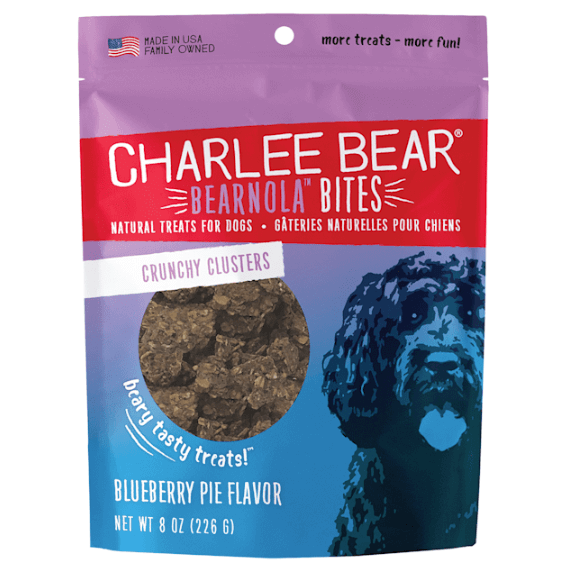 MADE IN USA
FAMILY OWNED
more treats - more fun!
CHARLEE BEAR®
BEARNOLA™ BITES
NATURAL TREATS FOR DOGS • GÂTERIES NATURELLES POUR CHIENS
CRUNCHY CLUSTERS
beary tasty treats!™
BLUEBERRY PIE FLAVOR
NET WT 8 OZ (226 G)